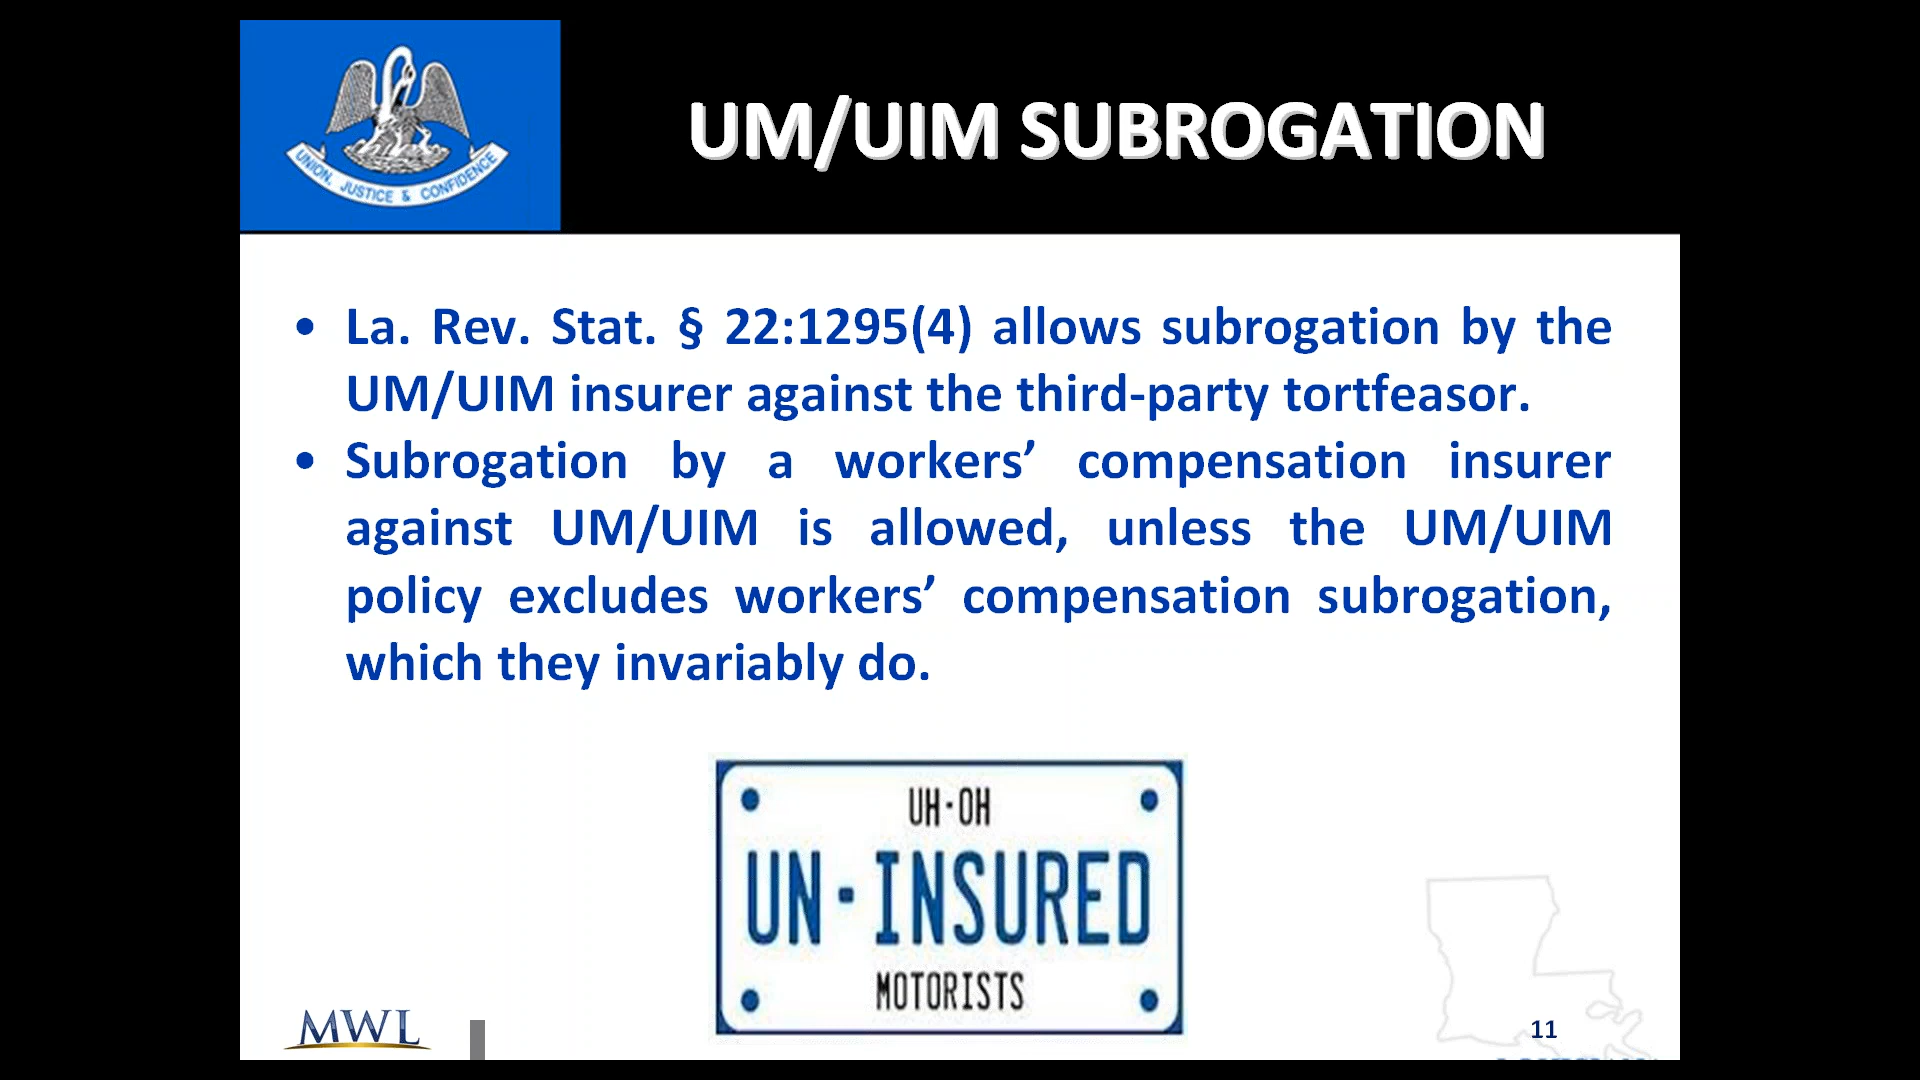 UNION, JUSTICE & CONFIDENCE
UM/UIM SUBROGATION
• La. Rev. Stat. § 22:1295(4) allows subrogation by the
UM/UIM insurer against the third-party tortfeasor.
• Subrogation by a workers’ compensation insurer
against UM/UIM is allowed, unless the UM/UIM
policy excludes workers’ compensation subrogation,
which they invariably do.
UH·OH
UN·INSURED
MOTORISTS
MWL
11